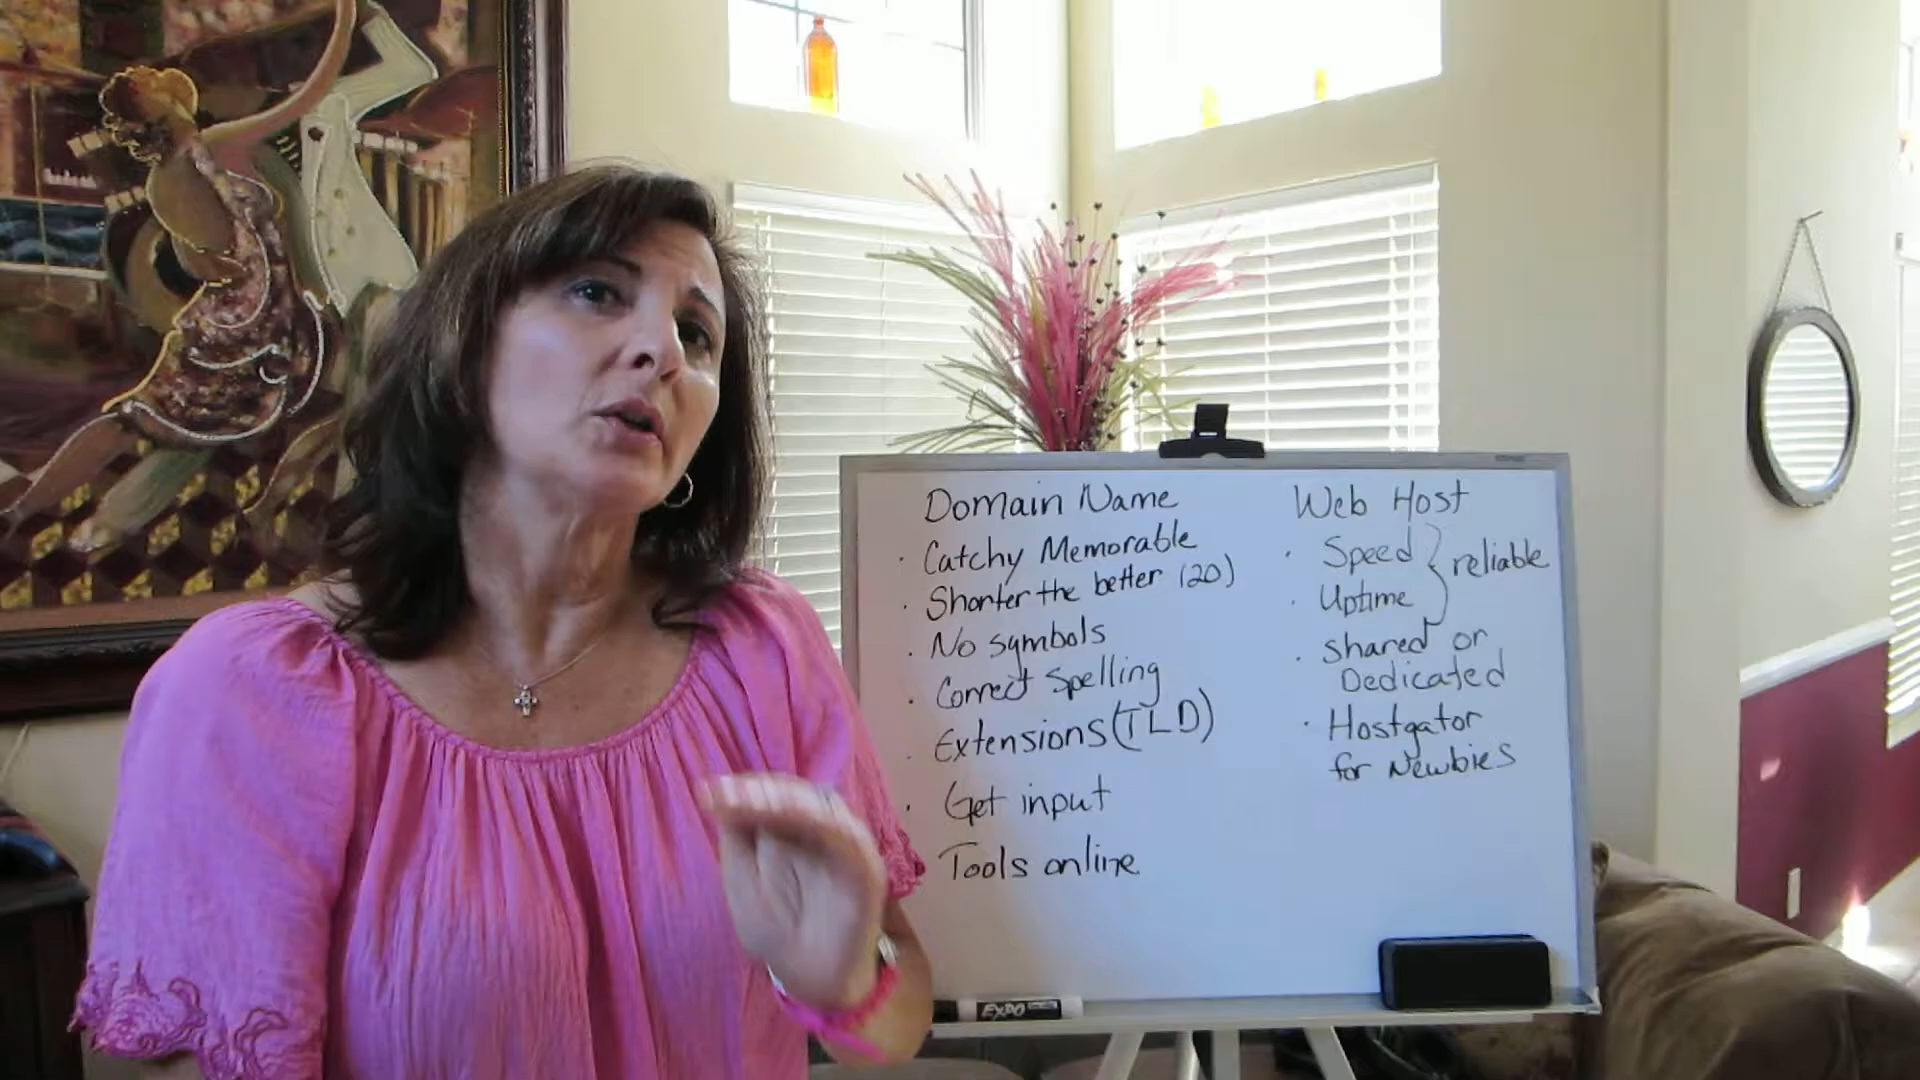 Domain Name
· Catchy Memorable
· Shorter the better (20)
· No symbols
· Correct Spelling
· Extensions (TLD)
· Get input
Tools online
Web Host
· Speed } reliable
· Uptime
· Shared or
Dedicated
· Hostgator
for Newbies
EXPO